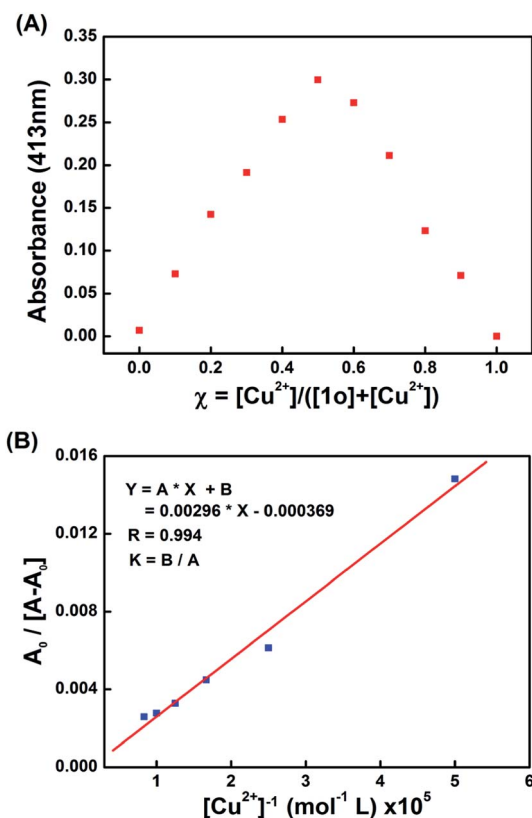 (A)
Absorbance (413nm)
0.35
0.30
0.25
0.20
0.15
0.10
0.05
0.00
0.0 0.2 0.4 0.6 0.8 1.0
χ = [Cu²⁺]/([1o]+[Cu²⁺])
(B)
A₀ / [A-A₀]
0.016
0.012
0.008
0.004
0.000
Y = A * X + B
= 0.00296 * X - 0.000369
R = 0.994
K = B / A
1 2 3 4 5 6
[Cu²⁺]⁻¹ (mol⁻¹ L) x10⁵